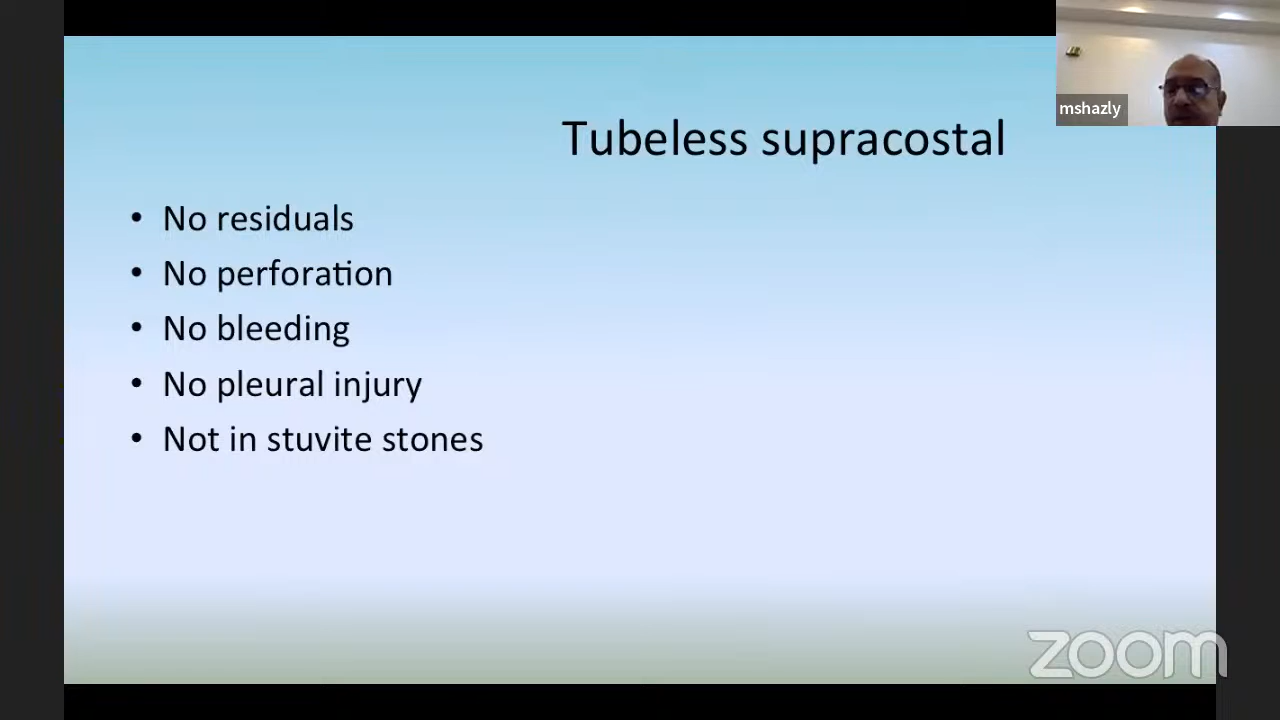 mshazly
Tubeless supracostal
• No residuals
• No perforation
• No bleeding
• No pleural injury
• Not in stuvite stones
zoom